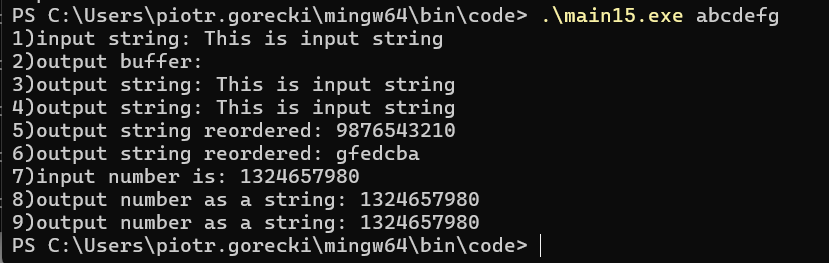 PS C:\Users\piotr.gorecki\mingw64\bin\code> .\main15.exe abcdefg
1)input string: This is input string
2)output buffer:
3)output string: This is input string
4)output string: This is input string
5)output string reordered: 9876543210
6)output string reordered: gfedcba
7)input number is: 1324657980
8)output number as a string: 1324657980
9)output number as a string: 1324657980
PS C:\Users\piotr.gorecki\mingw64\bin\code>